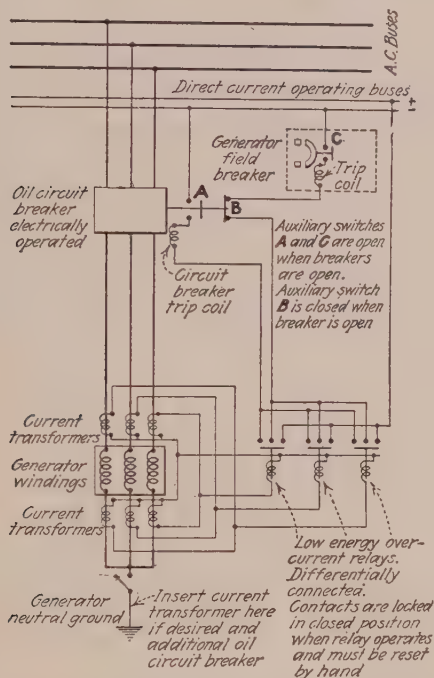 A.C. Buses
Direct current operating buses
+
-
Generator
field
breaker
C
Trip
coil
Oil circuit
breaker
electrically
operated
A
B
Circuit
breaker
trip coil
Auxiliary switches
A and C are open
when breakers
are open.
Auxiliary switch
B is closed when
breaker is open
Current
transformers
Generator
windings
Current
transformers
Generator
neutral ground
Insert current
transformer here
if desired and
additional oil
circuit breaker
Low energy over-
current relays.
Differentially
connected.
Contacts are locked
in closed position
when relay operates
and must be reset
by hand